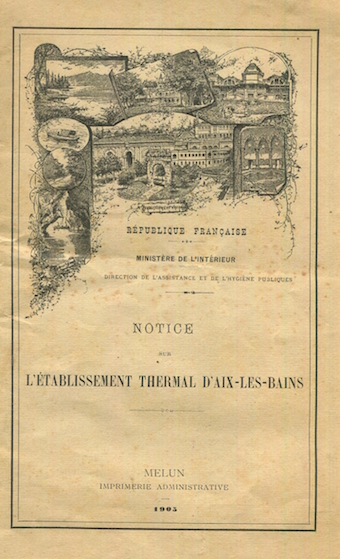 RÉPUBLIQUE FRANÇAISE
MINISTÈRE DE L'INTÉRIEUR
DIRECTION DE L'ASSISTANCE ET DE L'HYGIÈNE PUBLIQUES
NOTICE
SUR
L'ÉTABLISSEMENT THERMAL D'AIX-LES-BAINS
MELUN
IMPRIMERIE ADMINISTRATIVE
1905